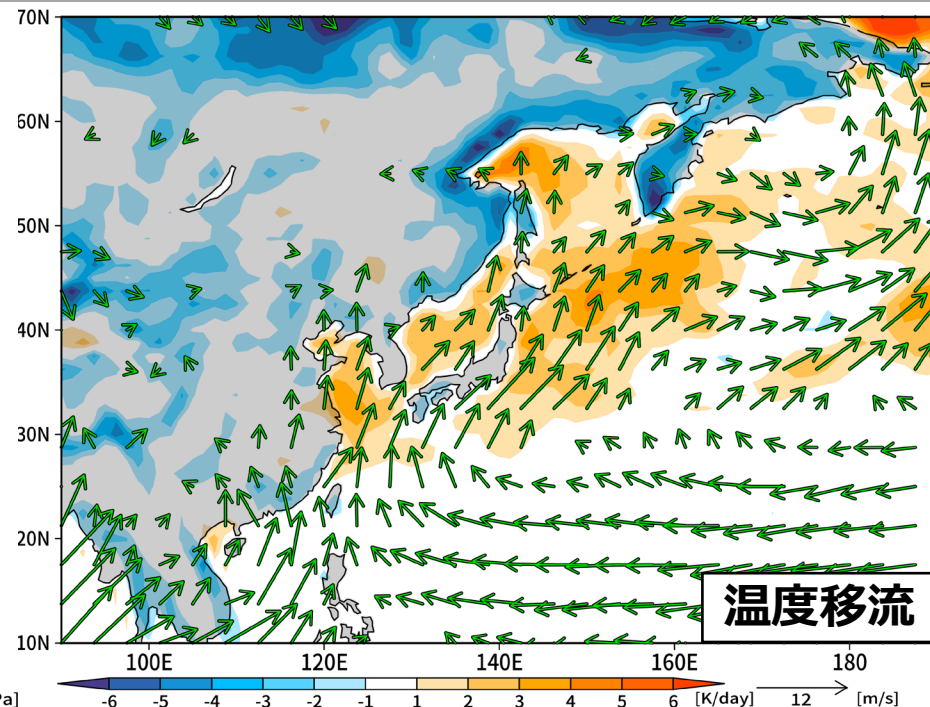 70N
60N
50N
40N
30N
20N
10N
温度移流
100E 120E 140E 160E 180
Pa] -6 -5 -4 -3 -2 -1 1 2 3 4 5 6 [K/day] 12 [m/s]